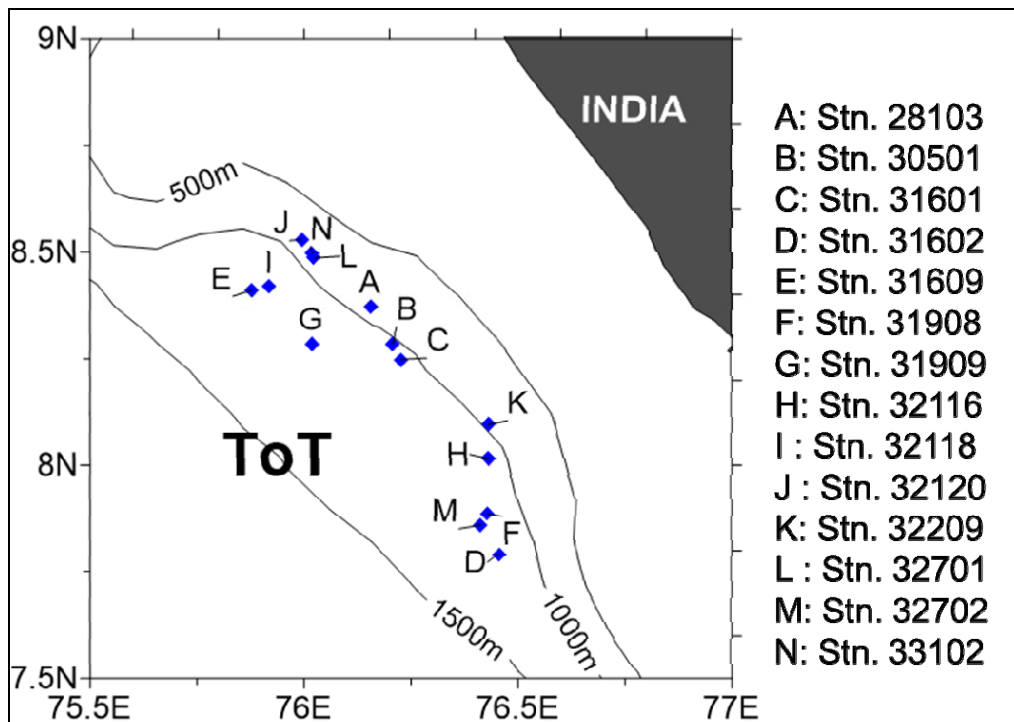 9N
INDIA
500m
J N
L
E I
8.5N
A
G
B
C
K
ToT
H
8N
M
F
D
1500m
1000m
7.5N
75.5E 76E 76.5E 77E
A: Stn. 28103
B: Stn. 30501
C: Stn. 31601
D: Stn. 31602
E: Stn. 31609
F: Stn. 31908
G: Stn. 31909
H: Stn. 32116
I : Stn. 32118
J : Stn. 32120
K: Stn. 32209
L : Stn. 32701
M: Stn. 32702
N: Stn. 33102